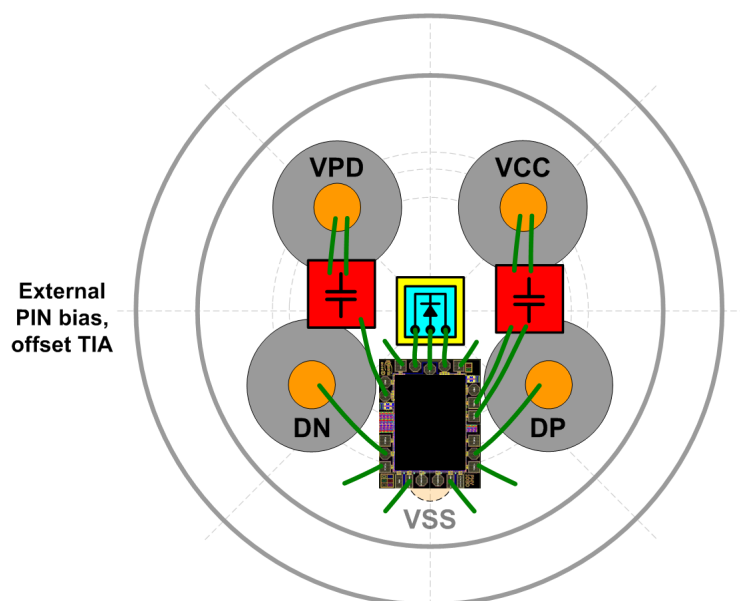 VPD
VCC
External
PIN bias,
offset TIA
DN
DP
VSS